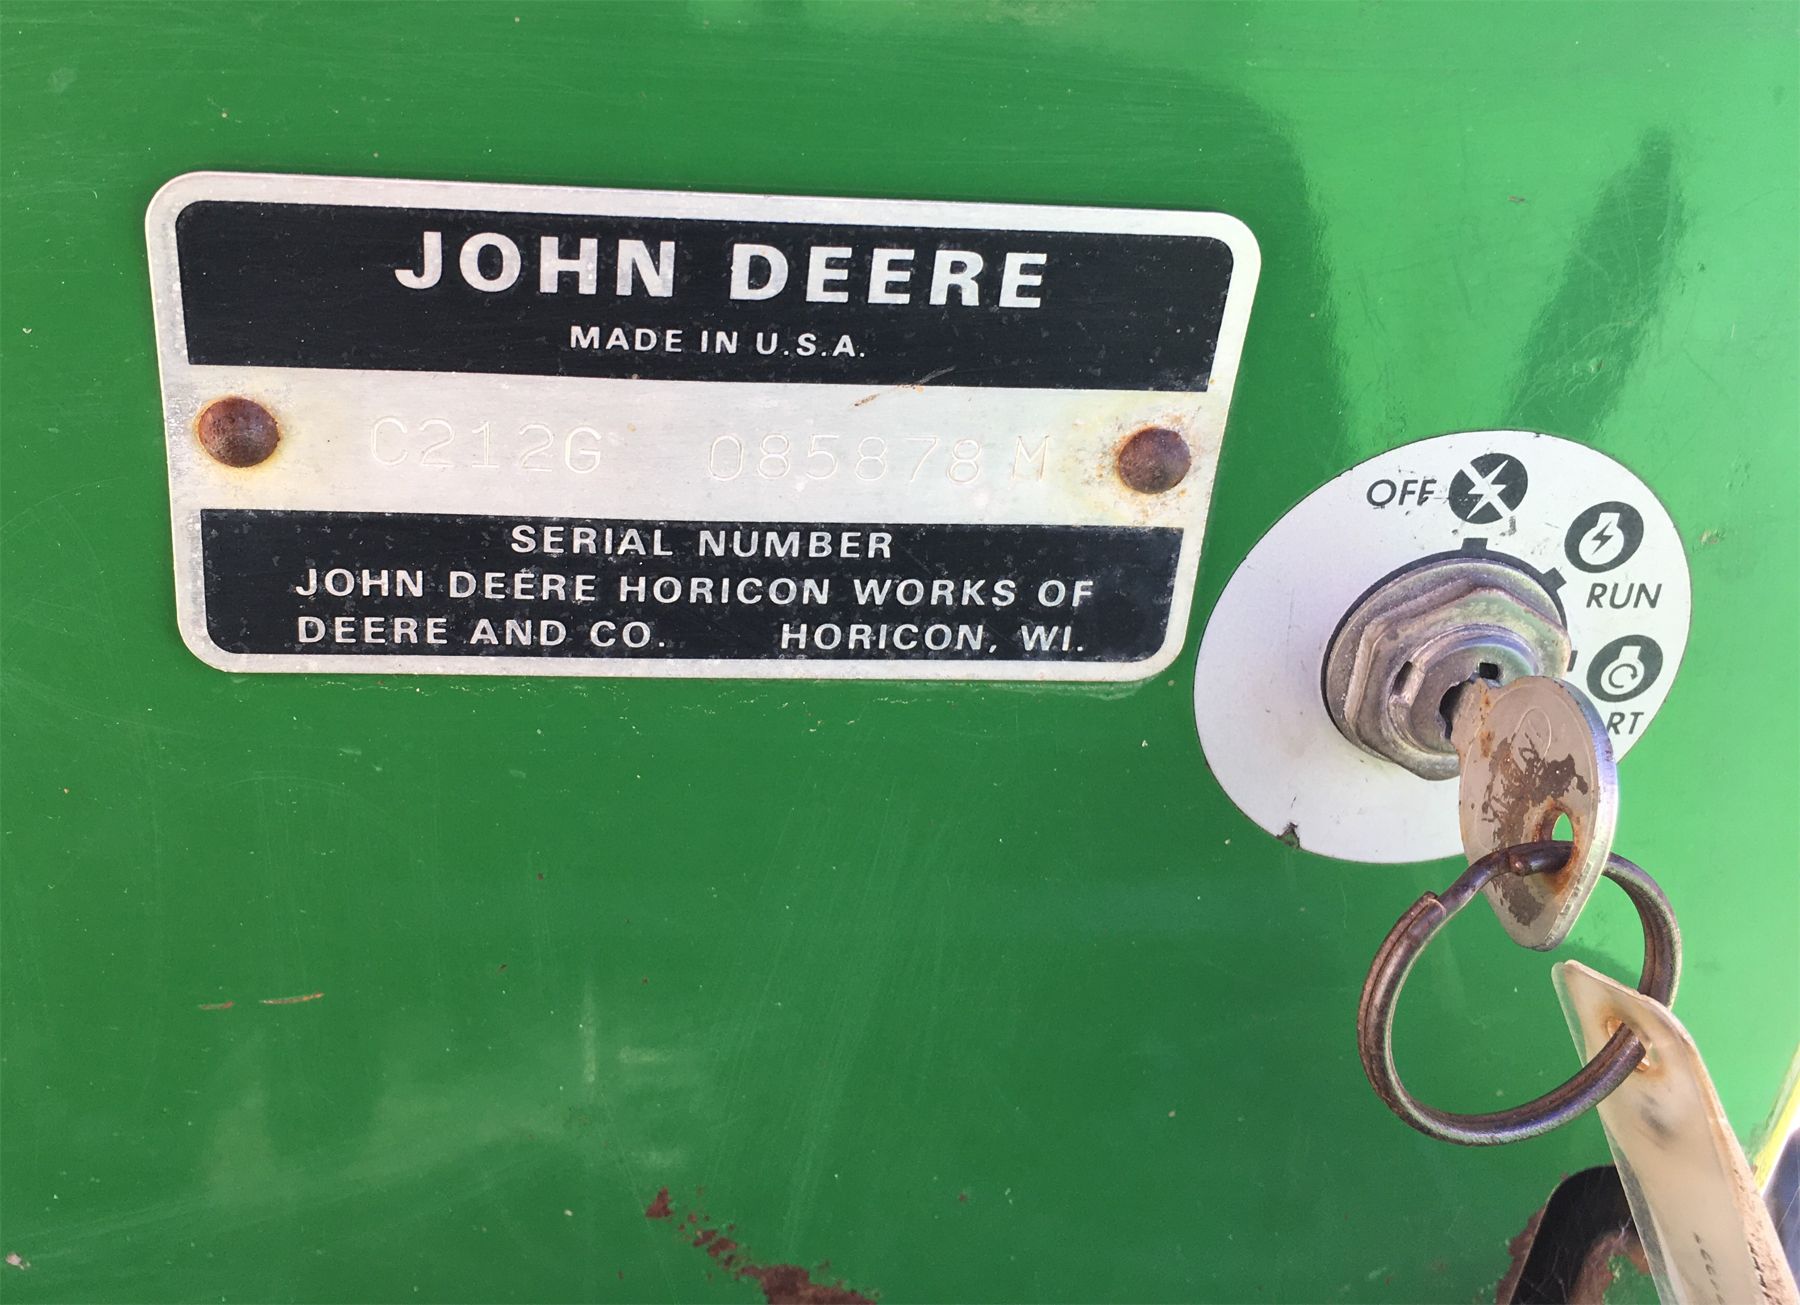 JOHN DEERE
MADE IN U.S.A.
C212G 085878 M
SERIAL NUMBER
JOHN DEERE HORICON WORKS OF
DEERE AND CO. HORICON, WI.
OFF
RUN
RT